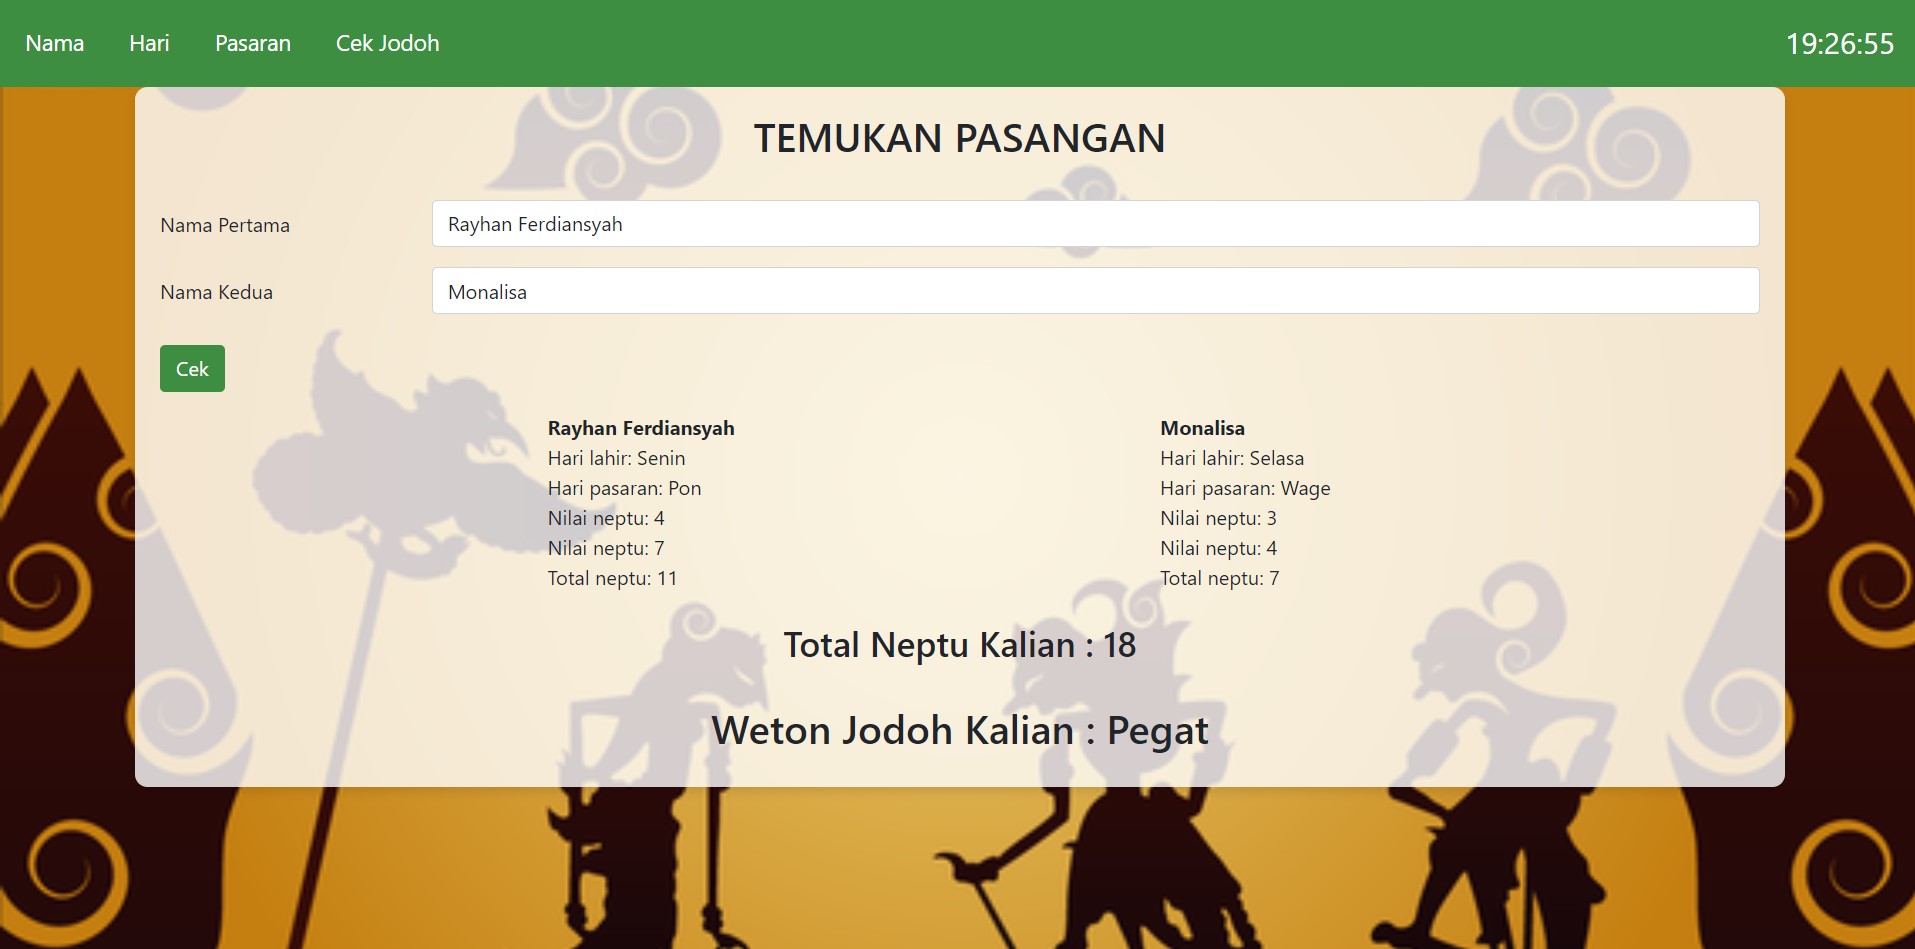 Nama Hari Pasaran Cek Jodoh 19:26:55
TEMUKAN PASANGAN
Nama Pertama Rayhan Ferdiansyah
Nama Kedua Monalisa
Cek
Rayhan Ferdiansyah
Hari lahir: Senin
Hari pasaran: Pon
Nilai neptu: 4
Nilai neptu: 7
Total neptu: 11
Monalisa
Hari lahir: Selasa
Hari pasaran: Wage
Nilai neptu: 3
Nilai neptu: 4
Total neptu: 7
Total Neptu Kalian : 18
Weton Jodoh Kalian : Pegat